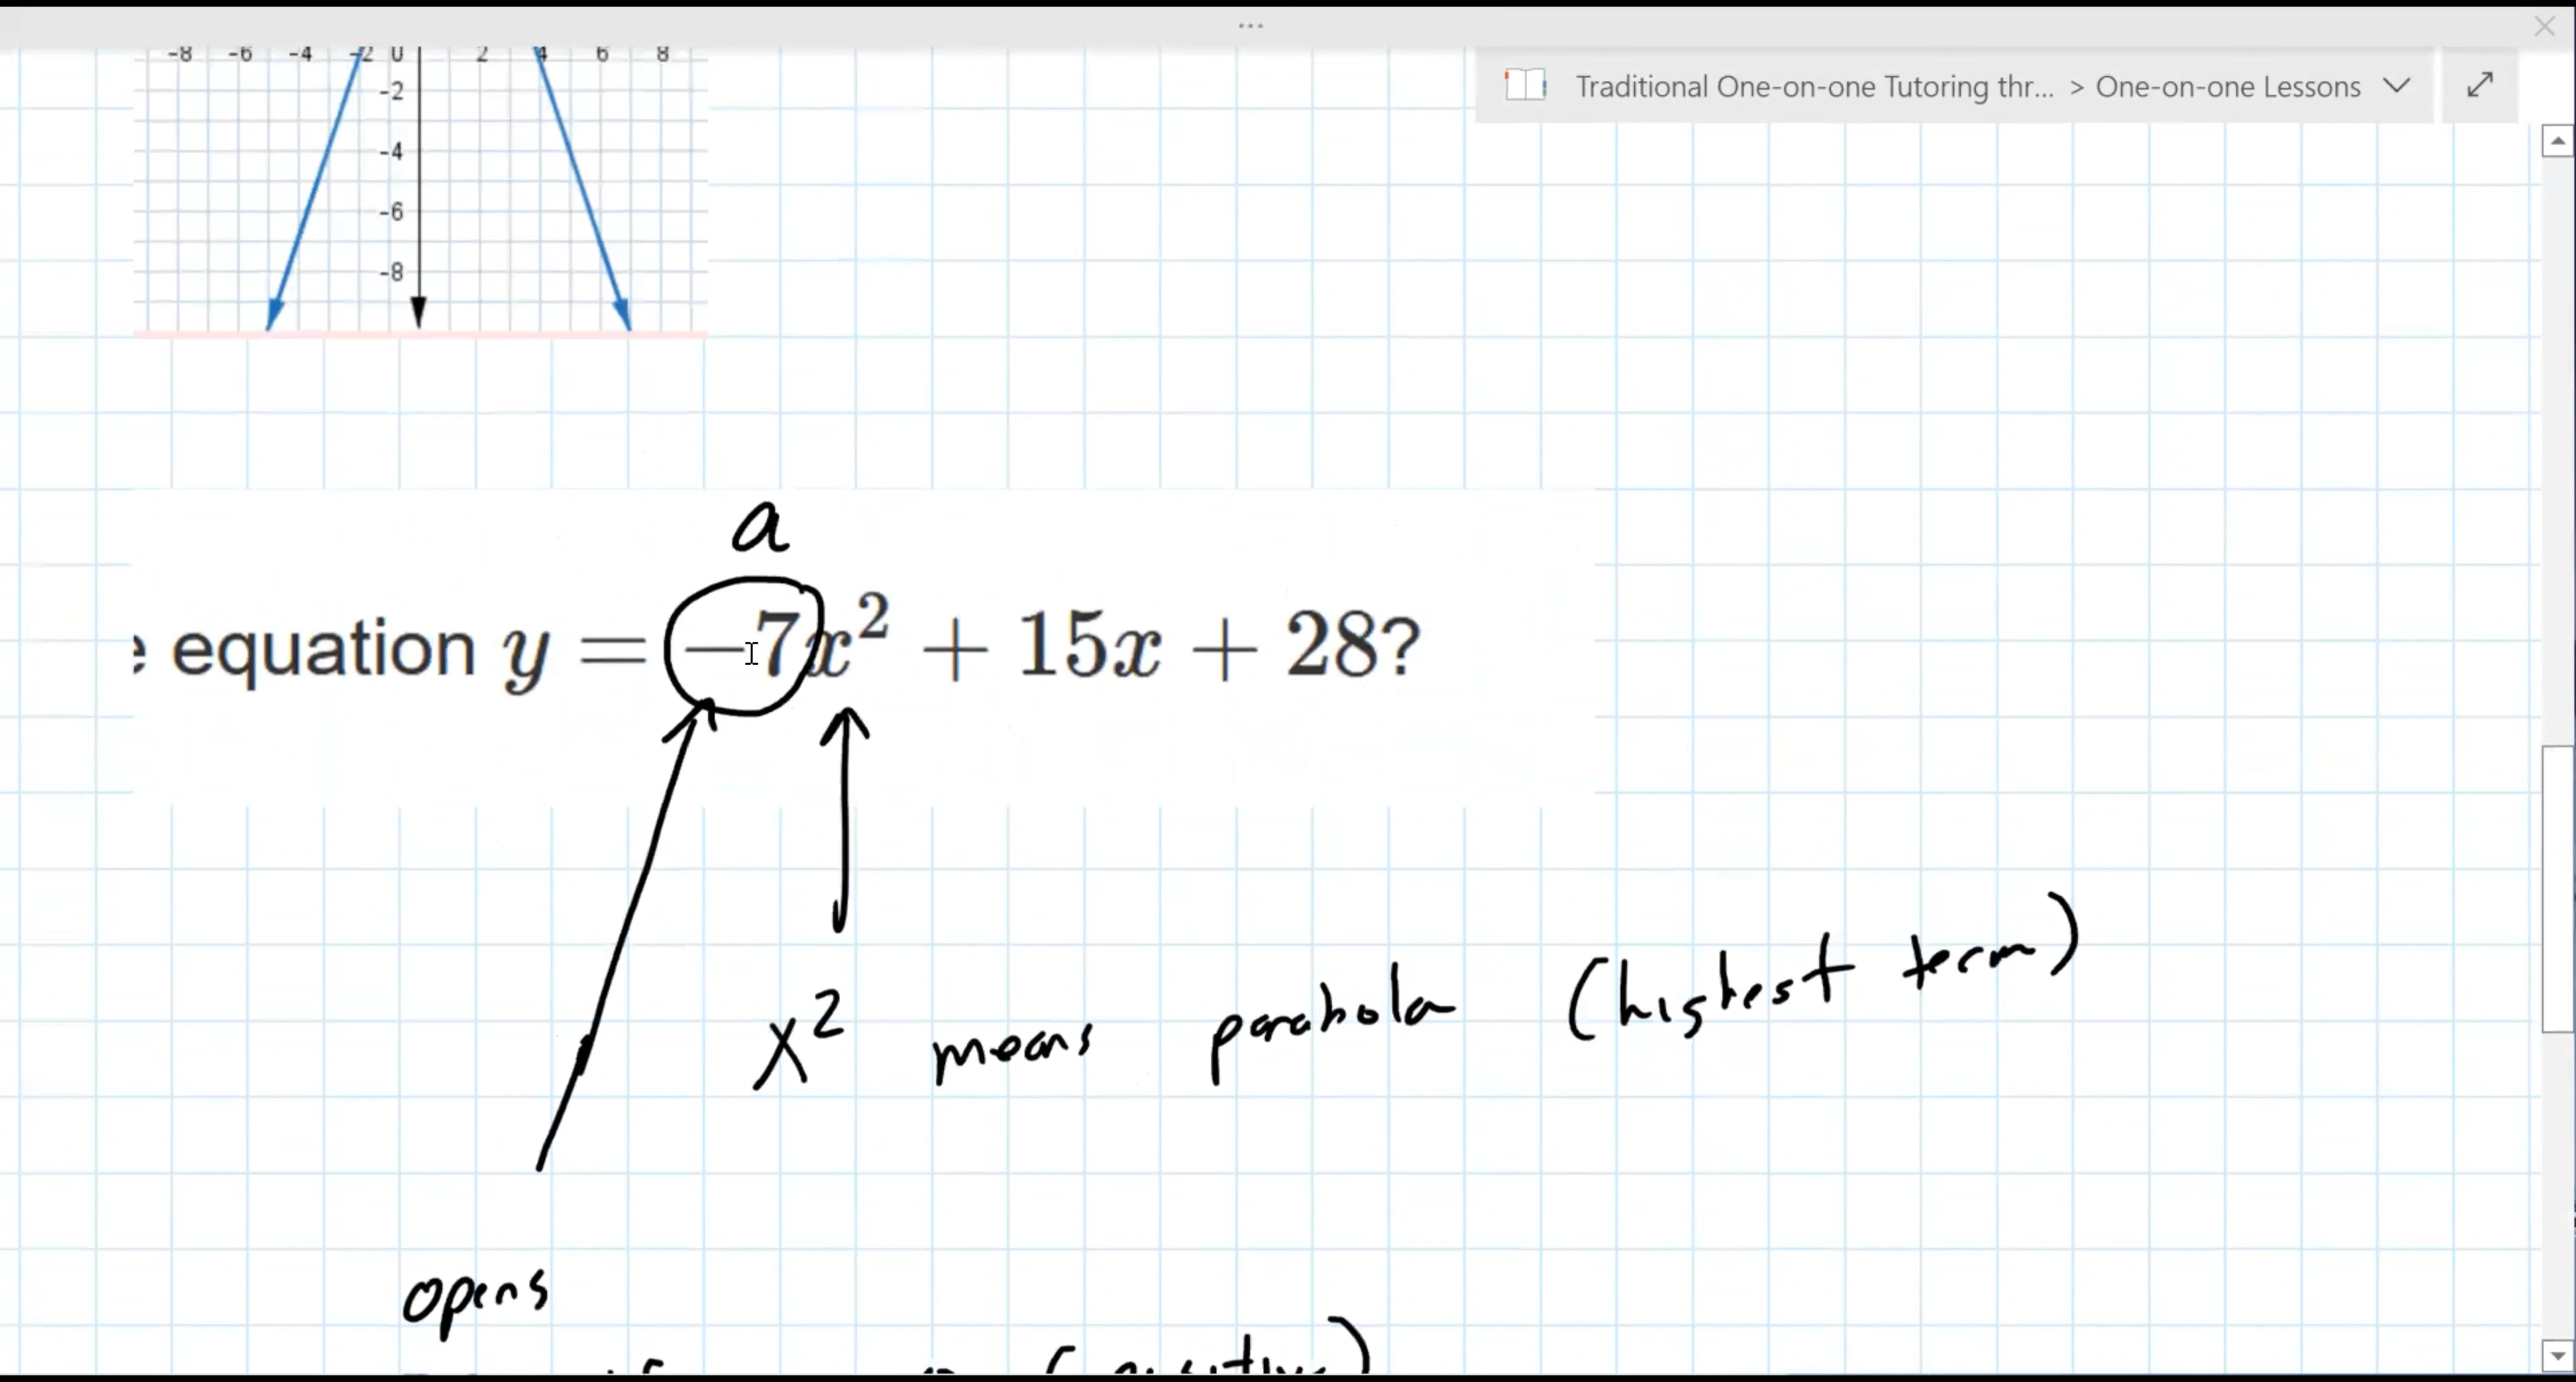 ...
Traditional One-on-one Tutoring thr... > One-on-one Lessons
-8 -6 -4 -2 0 2 4 6 8
-2
-4
-6
-8
a
equation y = −7x² + 15x + 28?
x² means parabola (highest term)
opens